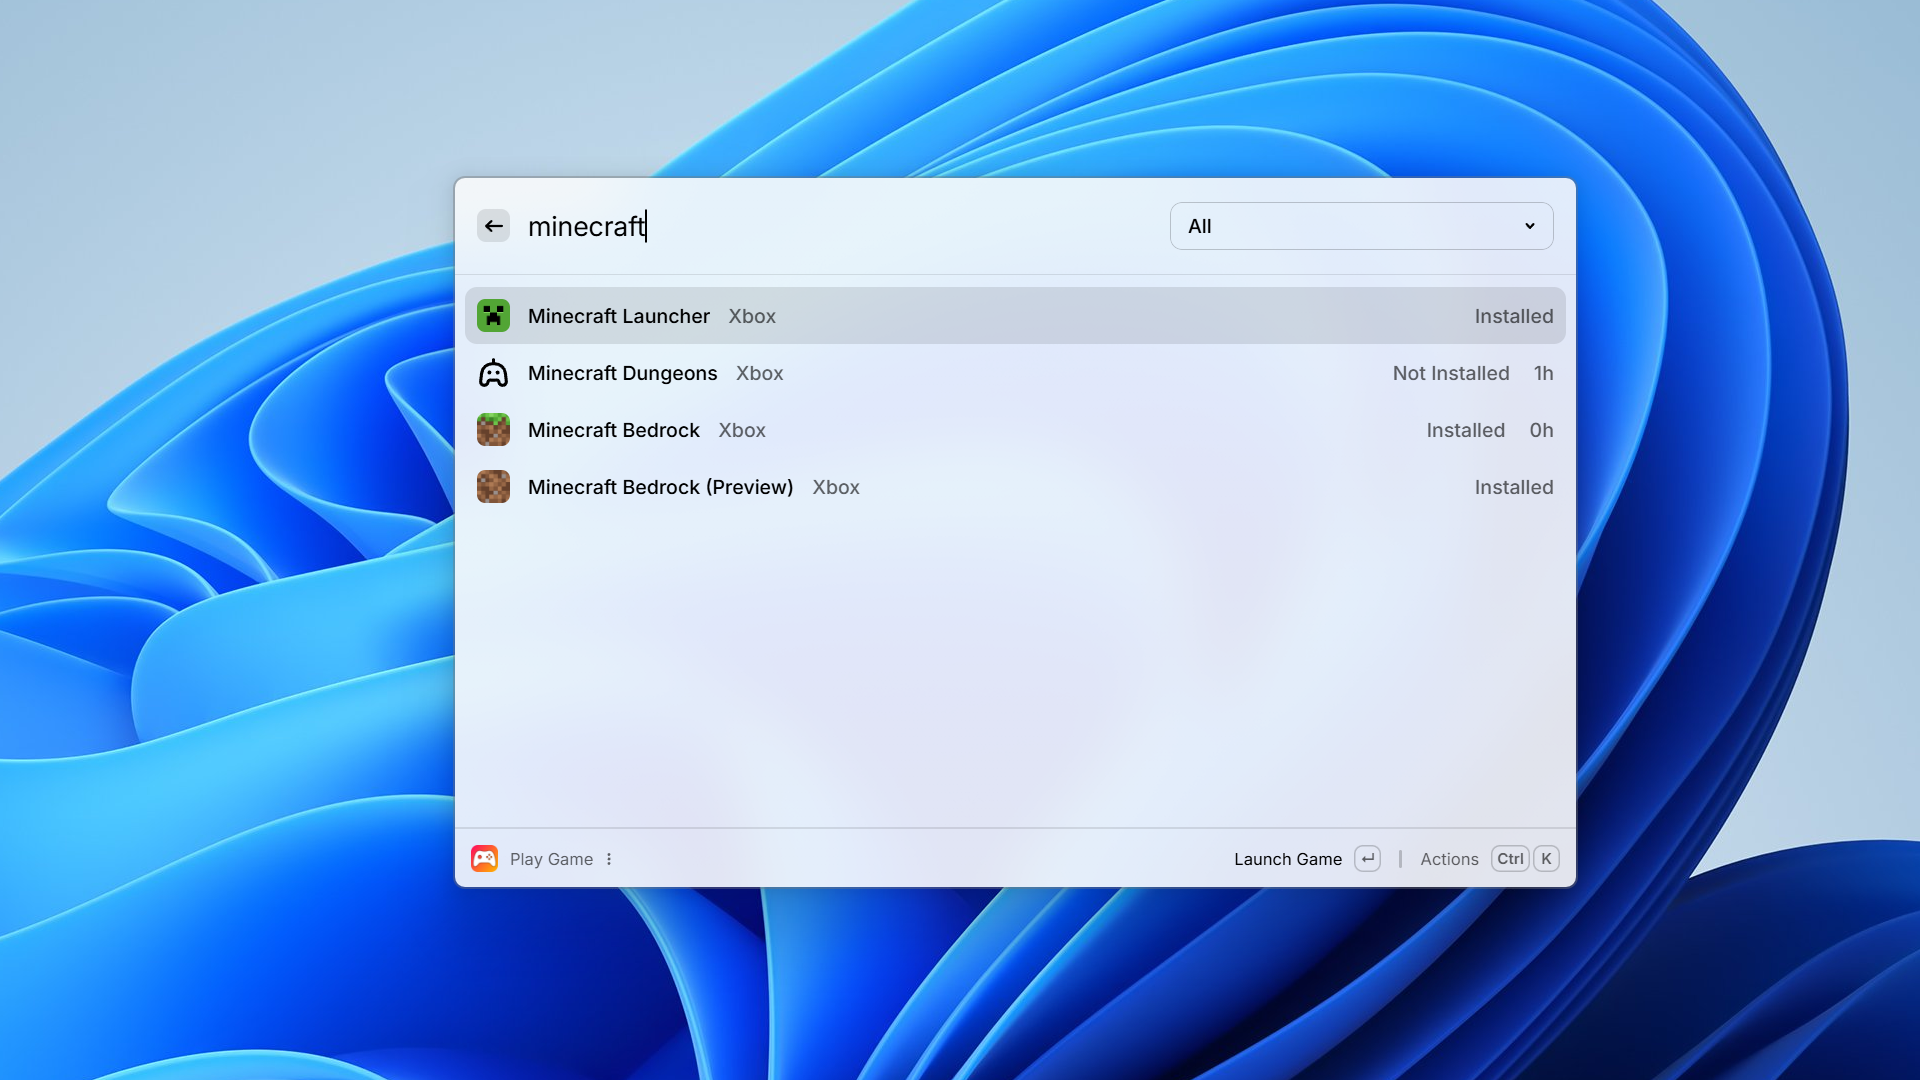 minecraft All
Minecraft Launcher Xbox Installed
Minecraft Dungeons Xbox Not Installed 1h
Minecraft Bedrock Xbox Installed 0h
Minecraft Bedrock (Preview) Xbox Installed
Play Game Launch Game Actions Ctrl K